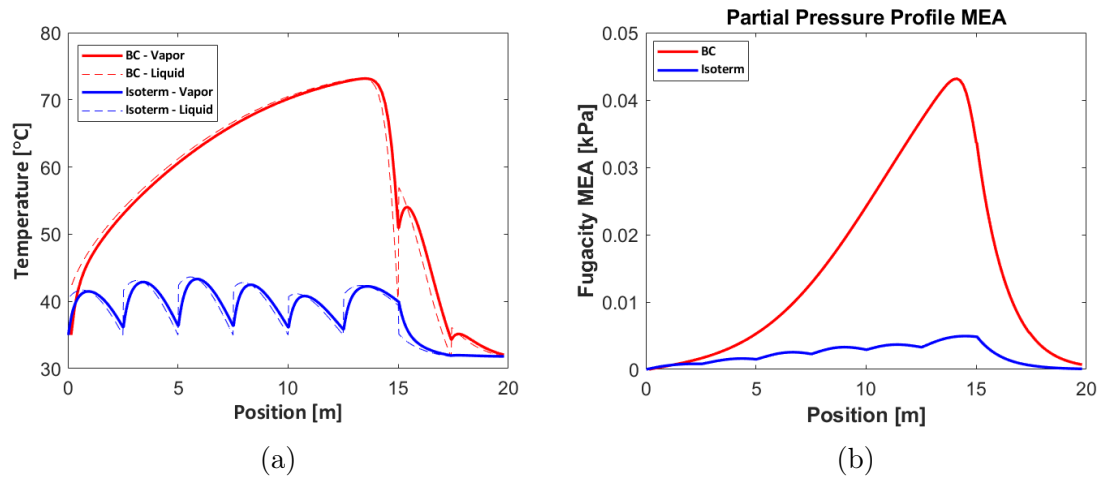 80
70
60
50
40
30
Temperature [°C]
BC - Vapor
BC - Liquid
Isoterm - Vapor
Isoterm - Liquid
0
5
10
15
20
Position [m]
(a)
Partial Pressure Profile MEA
0.05
0.04
0.03
0.02
0.01
0
Fugacity MEA [kPa]
BC
Isoterm
0
5
10
15
20
Position [m]
(b)